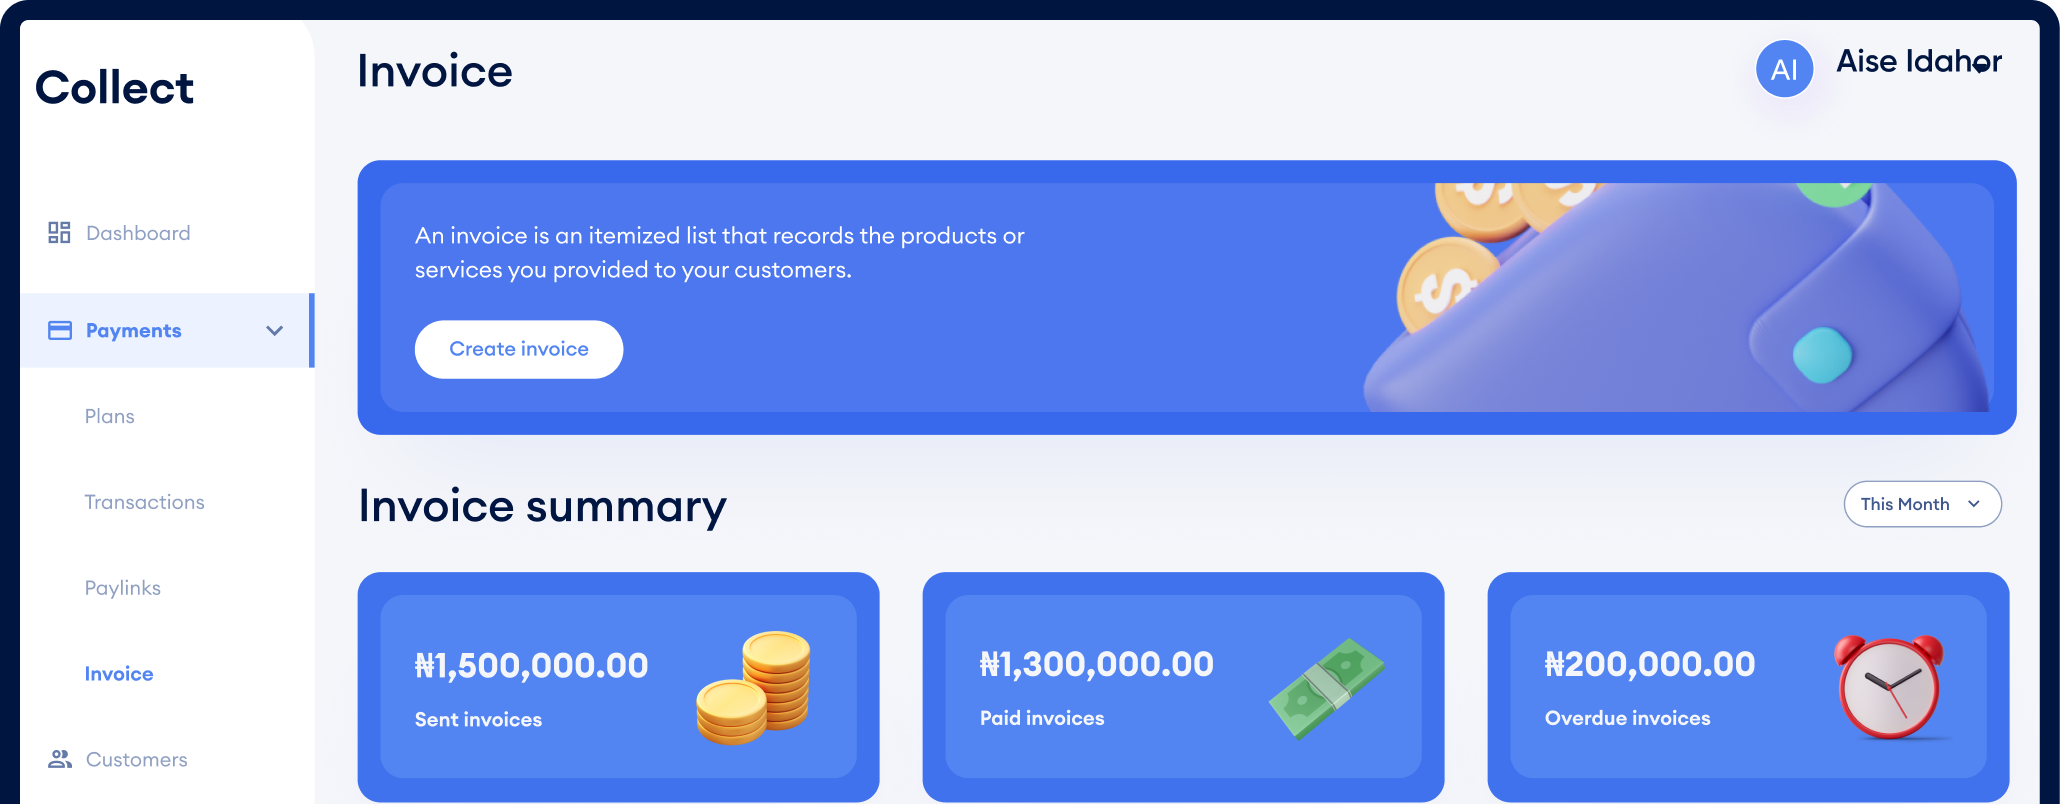 Collect
Dashboard
Payments
Plans
Transactions
Paylinks
Invoice
Customers
Invoice
AI
Aise Idahor
An invoice is an itemized list that records the products or
services you provided to your customers.
Create invoice
Invoice summary
This Month
₦1,500,000.00
Sent invoices
₦1,300,000.00
Paid invoices
₦200,000.00
Overdue invoices